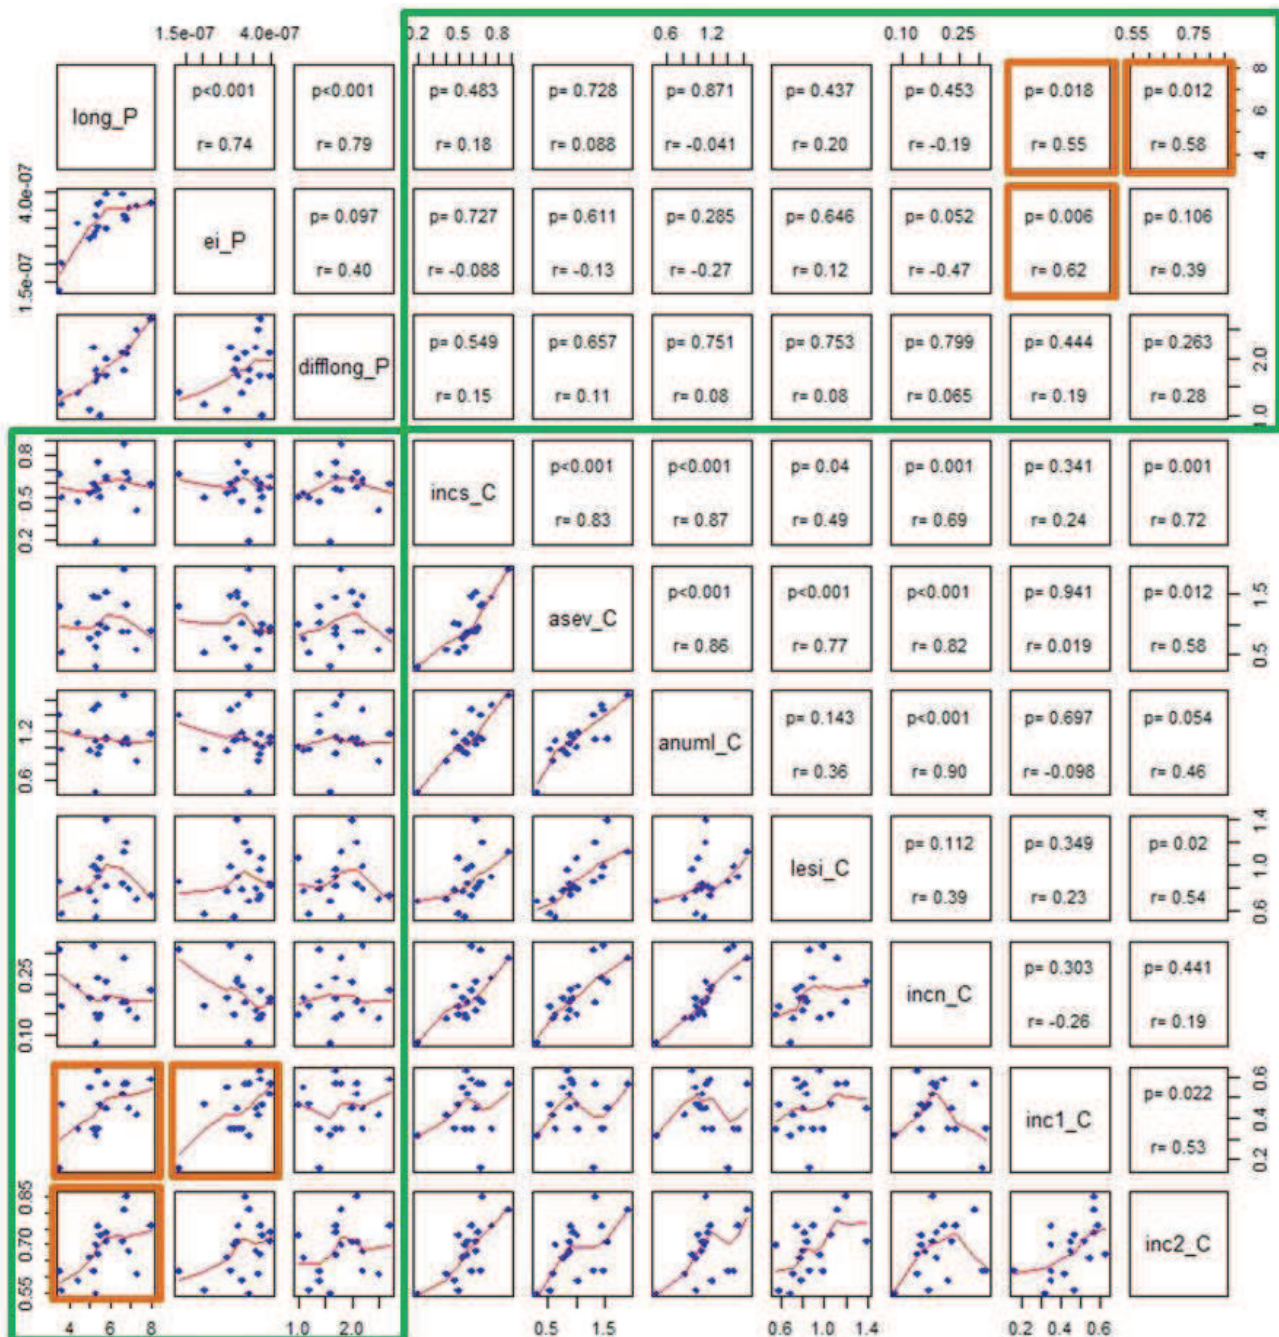 1.5e-07 4.0e-07 0.2 0.5 0.8 0.6 1.2 0.10 0.25 0.55 0.75
long_P p<0.001 p<0.001 p= 0.483 p= 0.728 p= 0.871 p= 0.437 p= 0.453 p= 0.018 p= 0.012 4 6 8
r= 0.74 r= 0.79 r= 0.18 r= 0.088 r= -0.041 r= 0.20 r= -0.19 r= 0.55 r= 0.58
1.5e-07 4.0e-07 ei_P p= 0.097 p= 0.727 p= 0.611 p= 0.285 p= 0.646 p= 0.052 p= 0.006 p= 0.106
r= 0.40 r= -0.088 r= -0.13 r= -0.27 r= 0.12 r= -0.47 r= 0.62 r= 0.39
difflong_P p= 0.549 p= 0.657 p= 0.751 p= 0.753 p= 0.799 p= 0.444 p= 0.263 1.0 2.0
r= 0.15 r= 0.11 r= 0.08 r= 0.08 r= 0.065 r= 0.19 r= 0.28
0.2 0.5 0.8 incs_C p<0.001 p<0.001 p= 0.04 p= 0.001 p= 0.341 p= 0.001
r= 0.83 r= 0.87 r= 0.49 r= 0.69 r= 0.24 r= 0.72
asev_C p<0.001 p<0.001 p<0.001 p= 0.941 p= 0.012 0.5 1.5
r= 0.86 r= 0.77 r= 0.82 r= 0.019 r= 0.58
0.6 1.2 anuml_C p= 0.143 p<0.001 p= 0.697 p= 0.054
r= 0.36 r= 0.90 r= -0.098 r= 0.46
lesi_C p= 0.112 p= 0.349 p= 0.02 0.6 1.0 1.4
r= 0.39 r= 0.23 r= 0.54
0.10 0.25 incn_C p= 0.303 p= 0.441
r= -0.26 r= 0.19
inc1_C p= 0.022 0.2 0.4 0.6
r= 0.53
0.55 0.70 0.85 inc2_C
4 6 8 1.0 2.0 0.5 1.5 0.6 1.0 1.4 0.2 0.4 0.6